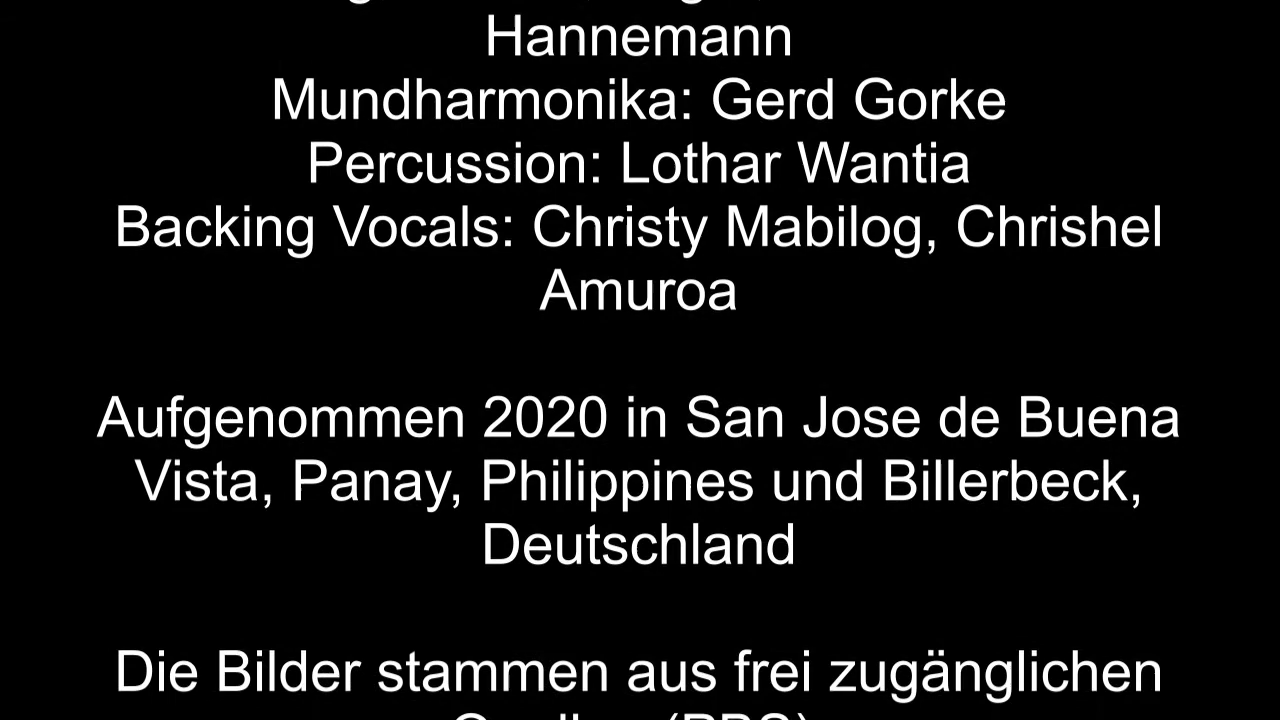 Hannemann
Mundharmonika: Gerd Gorke
Percussion: Lothar Wantia
Backing Vocals: Christy Mabilog, Chrishel
Amuroa
Aufgenommen 2020 in San Jose de Buena
Vista, Panay, Philippines und Billerbeck,
Deutschland
Die Bilder stammen aus frei zugänglichen